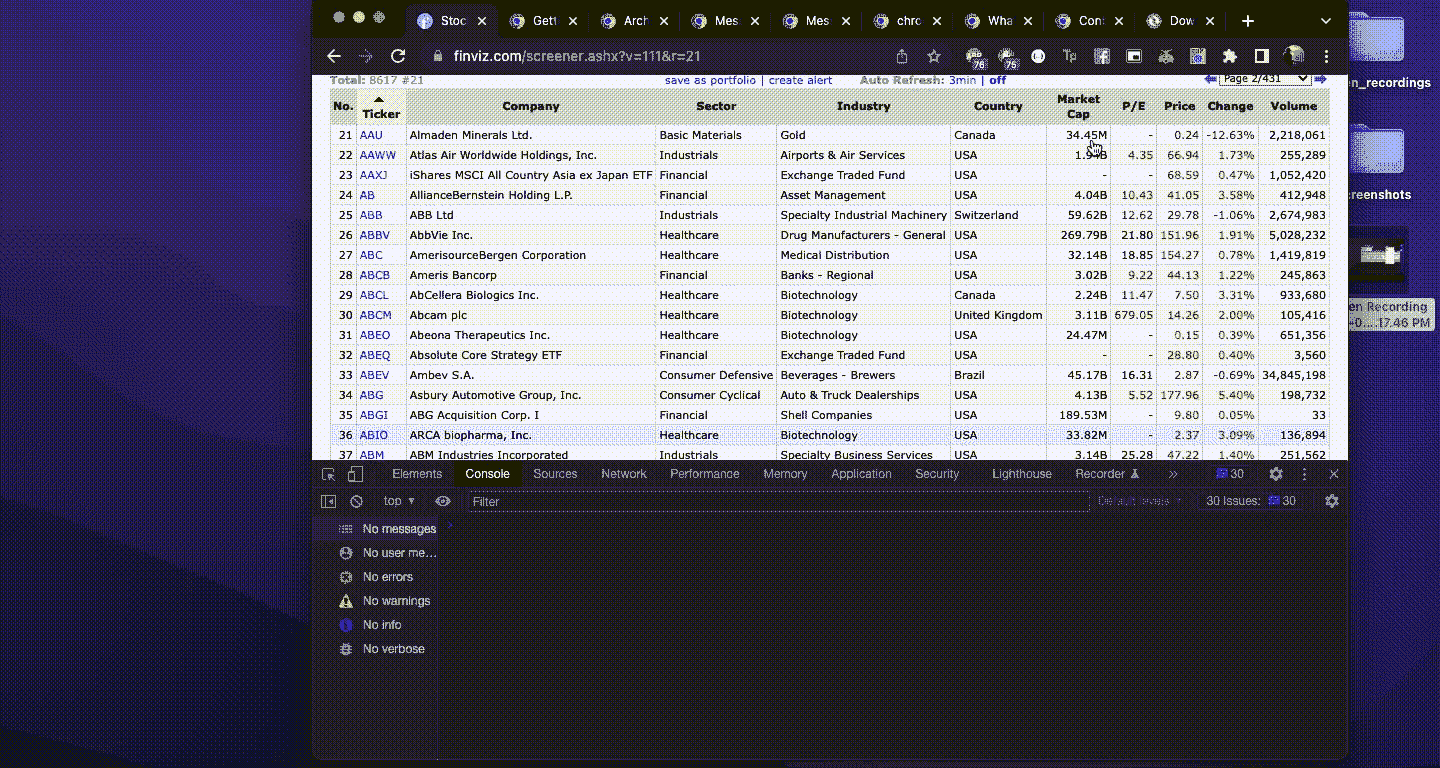 Stoc Gett Arch Mes Mes chrc Wha Con Dow
finviz.com/screener.ashx?v=111&r=21
76 75 Tp
Total: 8617 #21 save as portfolio | create alert Auto Refresh: 3min | off Page 2/431
No. Ticker Company Sector Industry Country Market Cap P/E Price Change Volume
21 AAU Almaden Minerals Ltd. Basic Materials Gold Canada 34.45M - 0.24 -12.63% 2,218,061
22 AAWW Atlas Air Worldwide Holdings, Inc. Industrials Airports & Air Services USA 1.94B 4.35 66.94 1.73% 255,289
23 AAXJ iShares MSCI All Country Asia ex Japan ETF Financial Exchange Traded Fund USA - - 68.59 0.47% 1,052,420
24 AB AllianceBernstein Holding L.P. Financial Asset Management USA 4.04B 10.43 41.05 3.58% 412,948
25 ABB ABB Ltd Industrials Specialty Industrial Machinery Switzerland 59.62B 12.62 29.78 -1.06% 2,674,983
26 ABBV AbbVie Inc. Healthcare Drug Manufacturers - General USA 269.79B 21.80 151.96 1.91% 5,028,232
27 ABC AmerisourceBergen Corporation Healthcare Medical Distribution USA 32.14B 18.85 154.27 0.78% 1,419,819
28 ABCB Ameris Bancorp Financial Banks - Regional USA 3.02B 9.22 44.13 1.22% 245,863
29 ABCL AbCellera Biologics Inc. Healthcare Biotechnology Canada 2.24B 11.47 7.50 3.31% 933,680
30 ABCM Abcam plc Healthcare Biotechnology United Kingdom 3.11B 679.05 14.26 2.00% 105,416
31 ABEO Abeona Therapeutics Inc. Healthcare Biotechnology USA 24.47M - 0.15 0.39% 651,356
32 ABEQ Absolute Core Strategy ETF Financial Exchange Traded Fund USA - - 28.80 0.40% 3,560
33 ABEV Ambev S.A. Consumer Defensive Beverages - Brewers Brazil 45.17B 16.31 2.87 -0.69% 34,845,198
34 ABG Asbury Automotive Group, Inc. Consumer Cyclical Auto & Truck Dealerships USA 4.13B 5.52 177.96 5.40% 198,732
35 ABGI ABG Acquisition Corp. I Financial Shell Companies USA 189.53M - 9.80 0.05% 33
36 ABIO ARCA biopharma, Inc. Healthcare Biotechnology USA 33.82M - 2.37 3.09% 136,894
37 ABM ABM Industries Incorporated Industrials Specialty Business Services USA 3.14B 25.28 47.22 1.40% 251,562
Elements Console Sources Network Performance Memory Application Security Lighthouse Recorder 30
top Filter Default levels 30 Issues: 30
No messages
No user me...
No errors
No warnings
No info
No verbose
n_recordings
reenshots
en Recording
0....17.46 PM